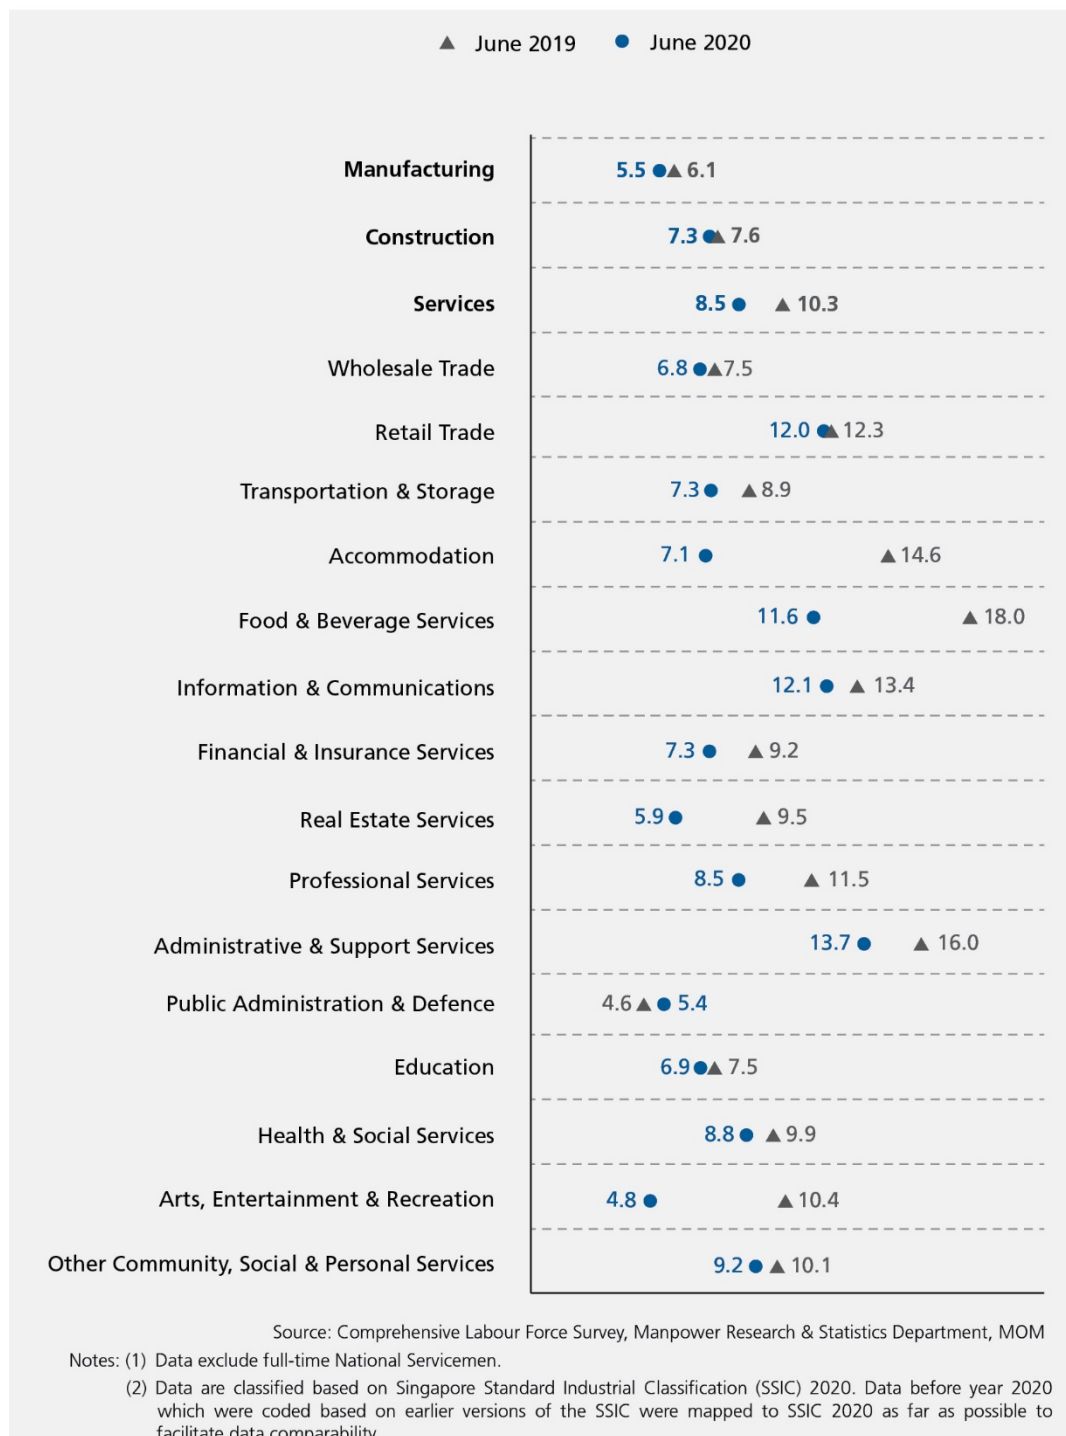 ▲ June 2019 ● June 2020
Manufacturing 5.5 6.1
Construction 7.3 7.6
Services 8.5 10.3
Wholesale Trade 6.8 7.5
Retail Trade 12.0 12.3
Transportation & Storage 7.3 8.9
Accommodation 7.1 14.6
Food & Beverage Services 11.6 18.0
Information & Communications 12.1 13.4
Financial & Insurance Services 7.3 9.2
Real Estate Services 5.9 9.5
Professional Services 8.5 11.5
Administrative & Support Services 13.7 16.0
Public Administration & Defence 4.6 5.4
Education 6.9 7.5
Health & Social Services 8.8 9.9
Arts, Entertainment & Recreation 4.8 10.4
Other Community, Social & Personal Services 9.2 10.1
Source: Comprehensive Labour Force Survey, Manpower Research & Statistics Department, MOM
Notes: (1) Data exclude full-time National Servicemen.
(2) Data are classified based on Singapore Standard Industrial Classification (SSIC) 2020. Data before year 2020
which were coded based on earlier versions of the SSIC were mapped to SSIC 2020 as far as possible to
facilitate data comparability.